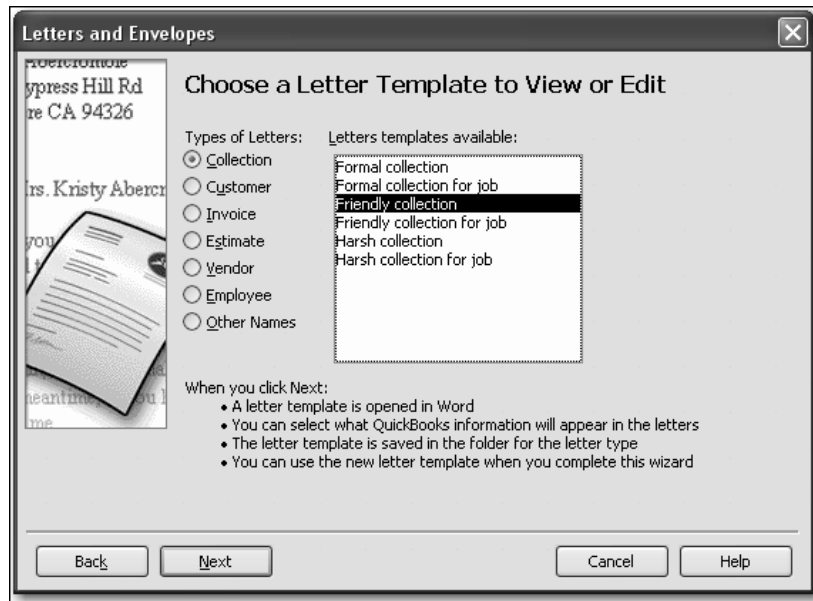 Letters and Envelopes
ypress Hill Rd
re CA 94326
rs. Kristy Abercr
you
Choose a Letter Template to View or Edit
Types of Letters:
Collection
Customer
Invoice
Estimate
Vendor
Employee
Other Names
Letters templates available:
Formal collection
Formal collection for job
Friendly collection
Friendly collection for job
Harsh collection
Harsh collection for job
When you click Next:
• A letter template is opened in Word
• You can select what QuickBooks information will appear in the letters
• The letter template is saved in the folder for the letter type
• You can use the new letter template when you complete this wizard
Back
Next
Cancel
Help